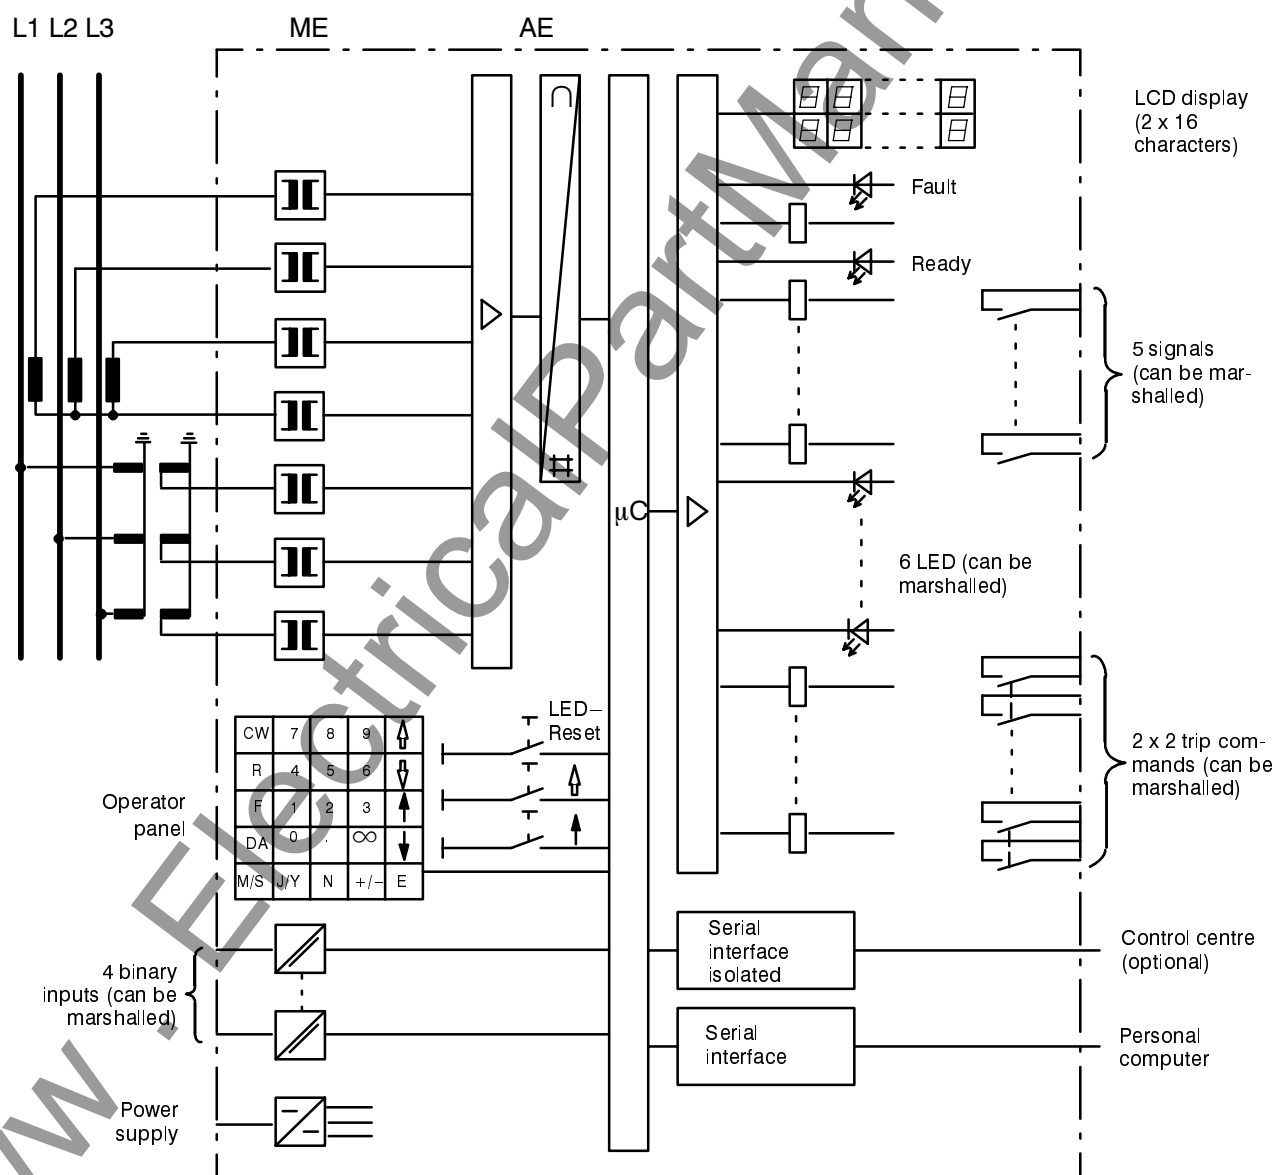 L1 L2 L3 ME AE
LCD display
(2 x 16
characters)
Fault
Ready
5 signals
(can be mar-
shalled)
µC
6 LED (can be
marshalled)
LED–
Reset
2 x 2 trip com-
mands (can be
marshalled)
Operator
panel
CW 7 8 9
R 4 5 6
F 1 2 3
DA 0 . ∞
M/S J/Y N +/− E
Serial
interface
isolated
Control centre
(optional)
4 binary
inputs (can be
marshalled)
Serial
interface
Personal
computer
Power
supply
w.ElectricalPartMan